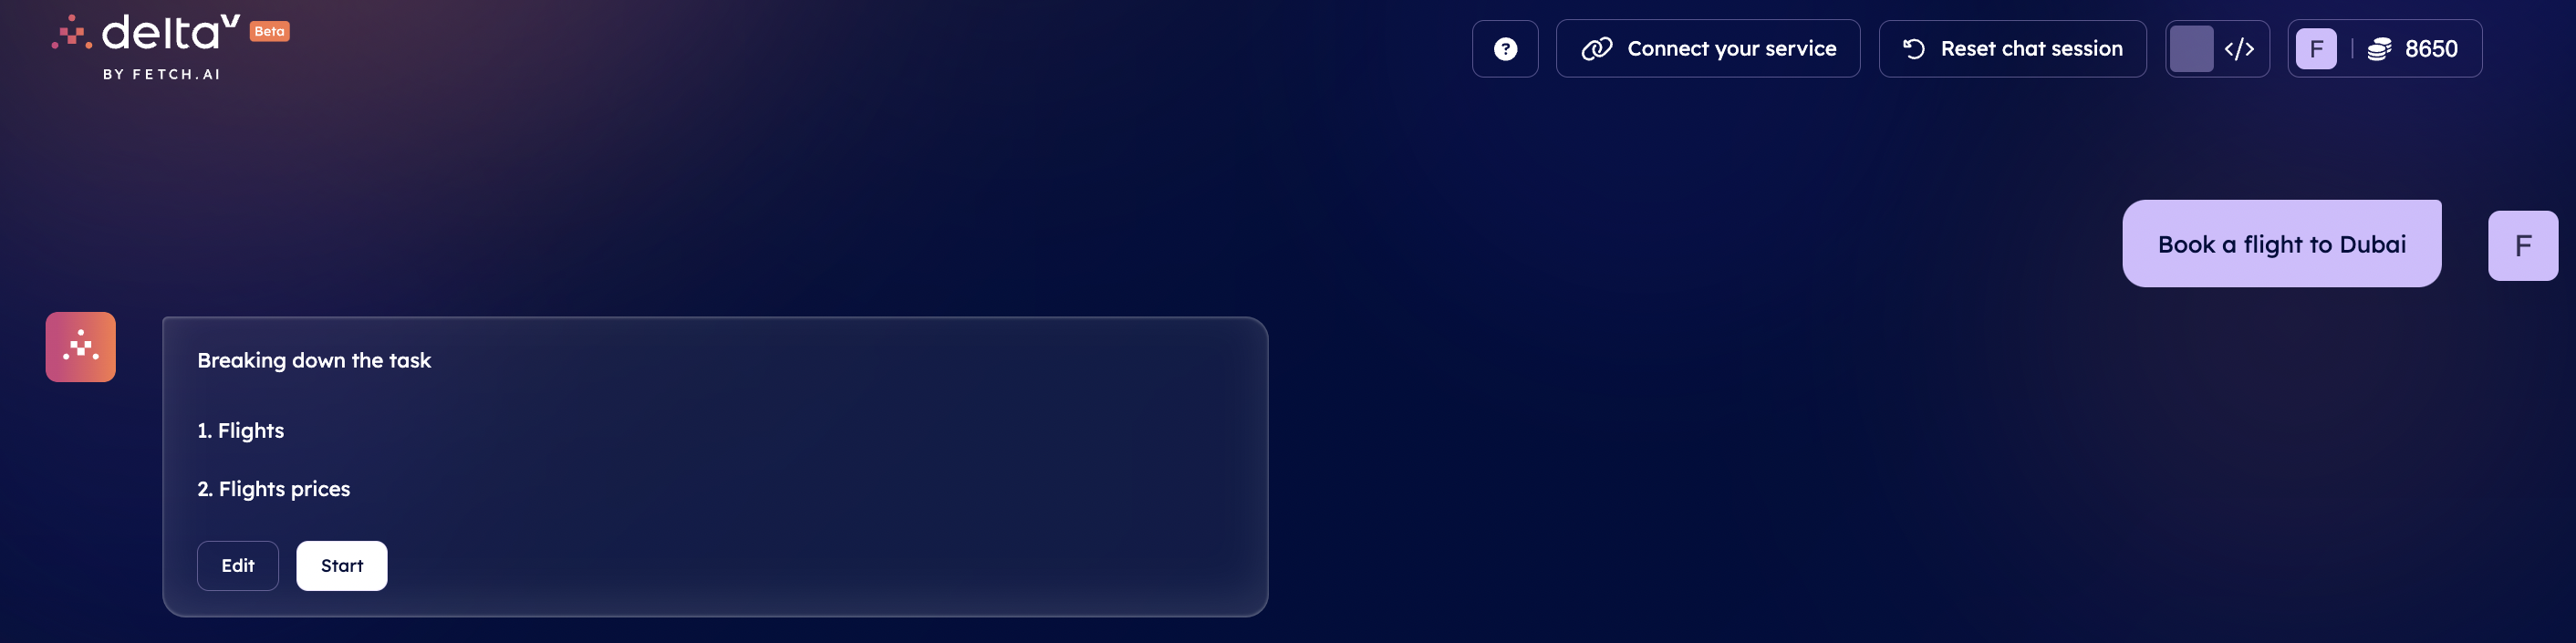 deltaV Beta
BY FETCH.AI
? Connect your service Reset chat session </> F | 8650
Book a flight to Dubai F
Breaking down the task
1. Flights
2. Flights prices
Edit Start